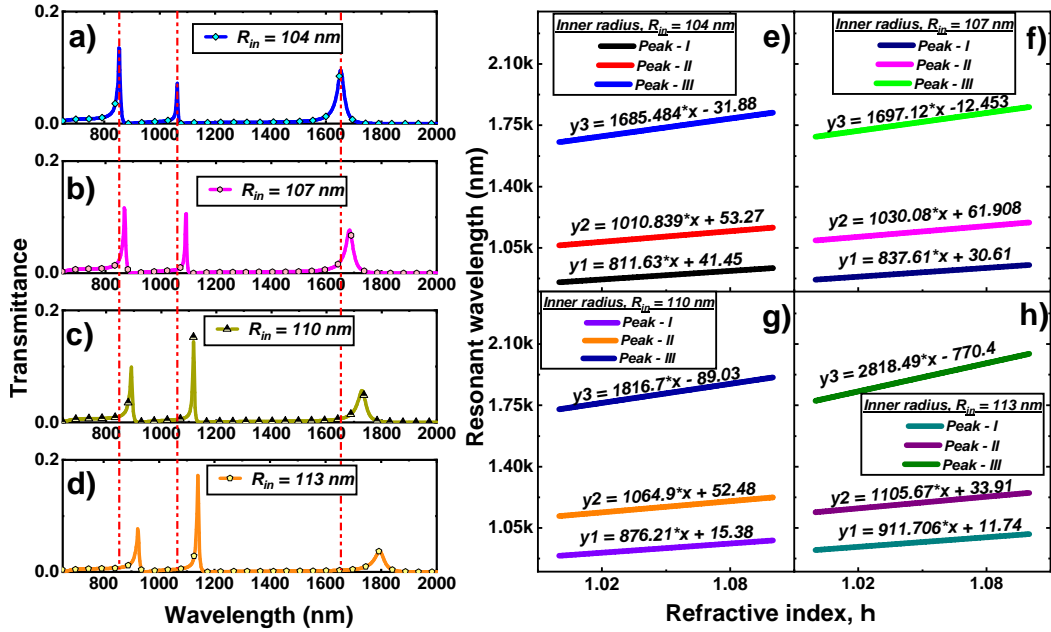 a)
R_in = 104 nm
0.2
0.0
800 1000 1200 1400 1600 1800 2000
b)
R_in = 107 nm
0.2
0.0
800 1000 1200 1400 1600 1800 2000
c)
R_in = 110 nm
0.2
0.0
800 1000 1200 1400 1600 1800 2000
d)
R_in = 113 nm
0.2
0.0
800 1000 1200 1400 1600 1800 2000
Transmittance
Wavelength (nm)
Resonant wavelength (nm)
2.10k
1.75k
1.40k
1.05k
e)
Inner radius, R_in = 104 nm
Peak - I
Peak - II
Peak - III
y3 = 1685.484*x - 31.88
y2 = 1010.839*x + 53.27
y1 = 811.63*x + 41.45
f)
Inner radius, R_in = 107 nm
Peak - I
Peak - II
Peak - III
y3 = 1697.12*x -12.453
y2 = 1030.08*x + 61.908
y1 = 837.61*x + 30.61
2.10k
1.75k
1.40k
1.05k
g)
Inner radius, R_in = 110 nm
Peak - I
Peak - II
Peak - III
y3 = 1816.7*x - 89.03
y2 = 1064.9*x + 52.48
y1 = 876.21*x + 15.38
1.02 1.08
h)
y3 = 2818.49*x - 770.4
Inner radius, R_in = 113 nm
Peak - I
Peak - II
Peak - III
y2 = 1105.67*x + 33.91
y1 = 911.706*x + 11.74
1.02 1.08
Refractive index, h